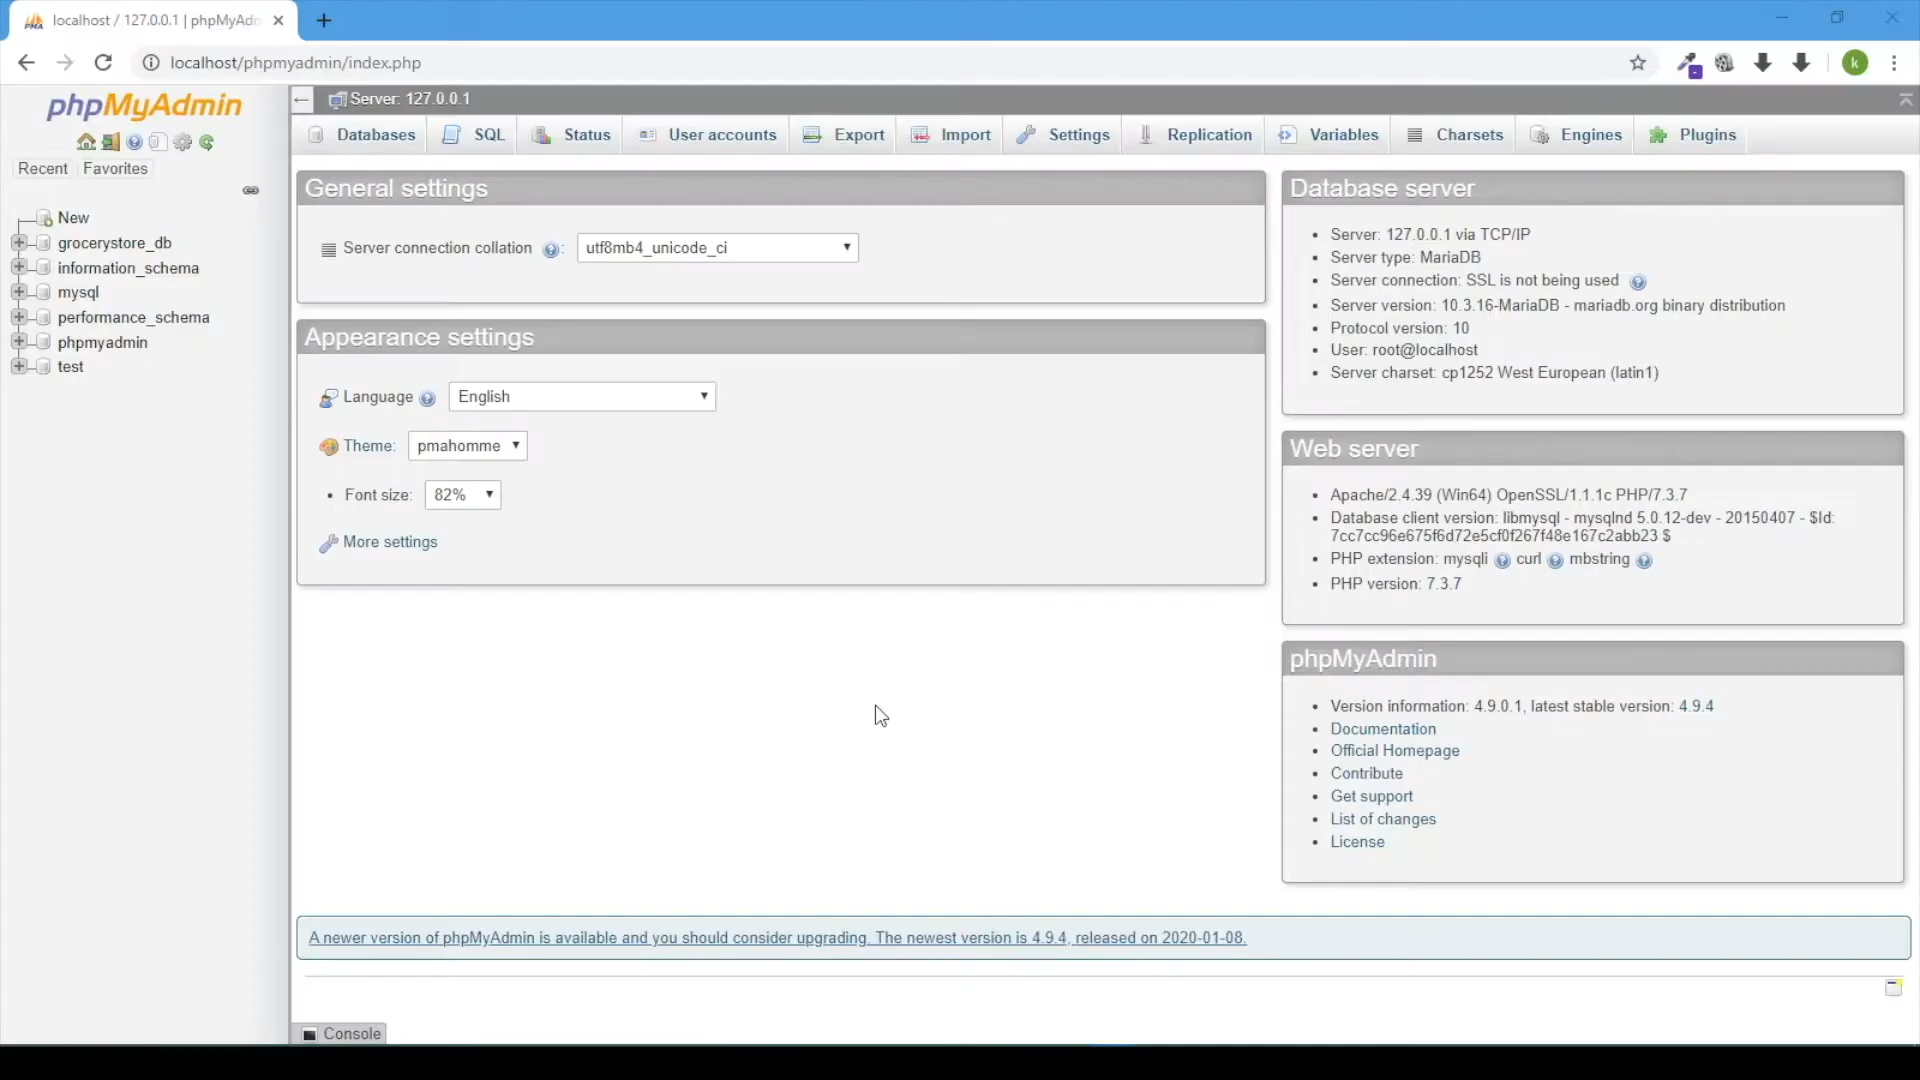 localhost / 127.0.0.1 | phpMyAdn
localhost/phpmyadmin/index.php
k
phpMyAdmin
Recent Favorites
New
grocerystore_db
information_schema
mysql
performance_schema
phpmyadmin
test
Server: 127.0.0.1
Databases SQL Status User accounts Export Import Settings Replication Variables Charsets Engines Plugins
General settings
Server connection collation : utf8mb4_unicode_ci
Appearance settings
Language English
Theme: pmahomme
• Font size: 82%
More settings
Database server
• Server: 127.0.0.1 via TCP/IP
• Server type: MariaDB
• Server connection: SSL is not being used
• Server version: 10.3.16-MariaDB - mariadb.org binary distribution
• Protocol version: 10
• User: root@localhost
• Server charset: cp1252 West European (latin1)
Web server
• Apache/2.4.39 (Win64) OpenSSL/1.1.1c PHP/7.3.7
• Database client version: libmysql - mysqlnd 5.0.12-dev - 20150407 - $Id:
7cc7cc96e675f6d72e5cf0f267f48e167c2abb23 $
• PHP extension: mysqli curl mbstring
• PHP version: 7.3.7
phpMyAdmin
• Version information: 4.9.0.1, latest stable version: 4.9.4
• Documentation
• Official Homepage
• Contribute
• Get support
• List of changes
• License
A newer version of phpMyAdmin is available and you should consider upgrading. The newest version is 4.9.4, released on 2020-01-08.
Console